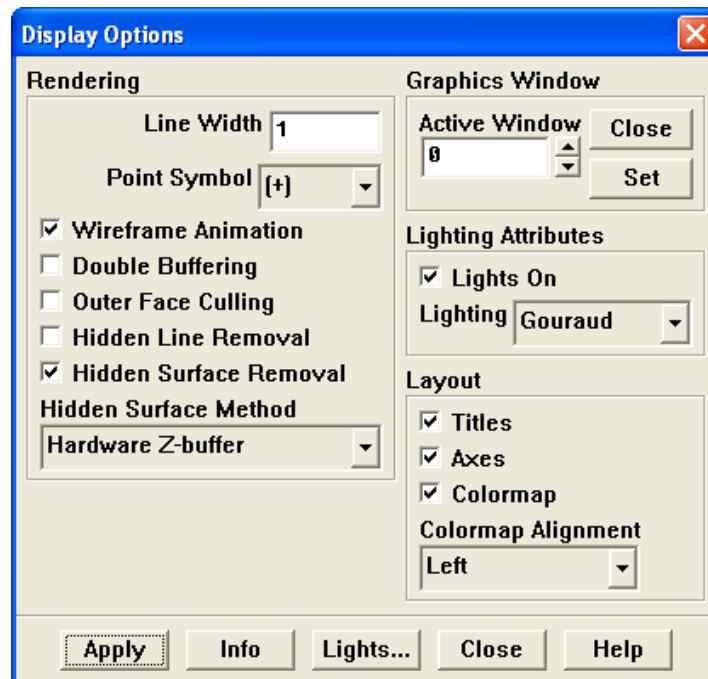 Display Options
Rendering
Line Width 1
Point Symbol (+)
Wireframe Animation
Double Buffering
Outer Face Culling
Hidden Line Removal
Hidden Surface Removal
Hidden Surface Method
Hardware Z-buffer
Graphics Window
Active Window
0
Close
Set
Lighting Attributes
Lights On
Lighting Gouraud
Layout
Titles
Axes
Colormap
Colormap Alignment
Left
Apply Info Lights... Close Help